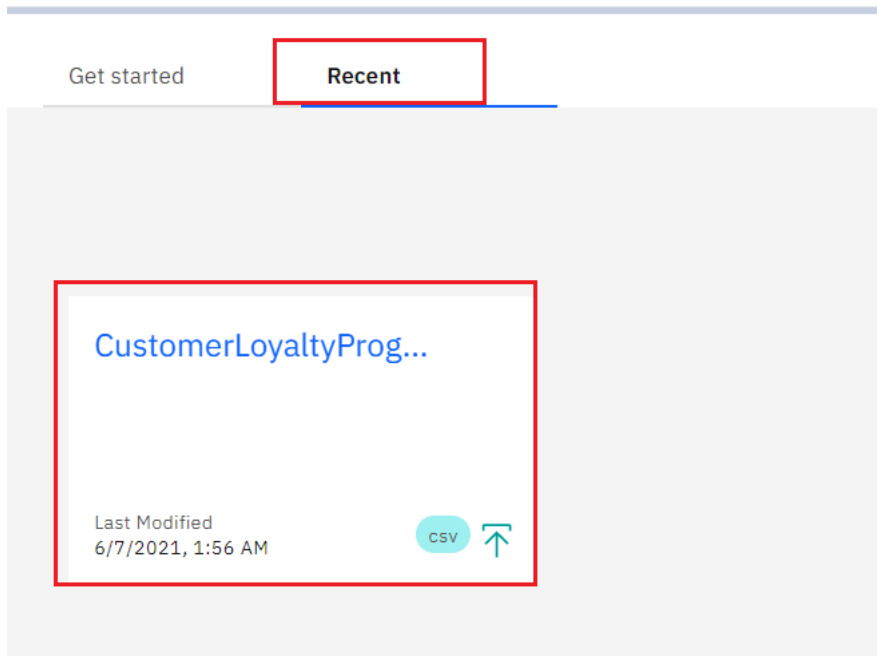 Get started
Recent
CustomerLoyaltyProg...
Last Modified
6/7/2021, 1:56 AM
csv